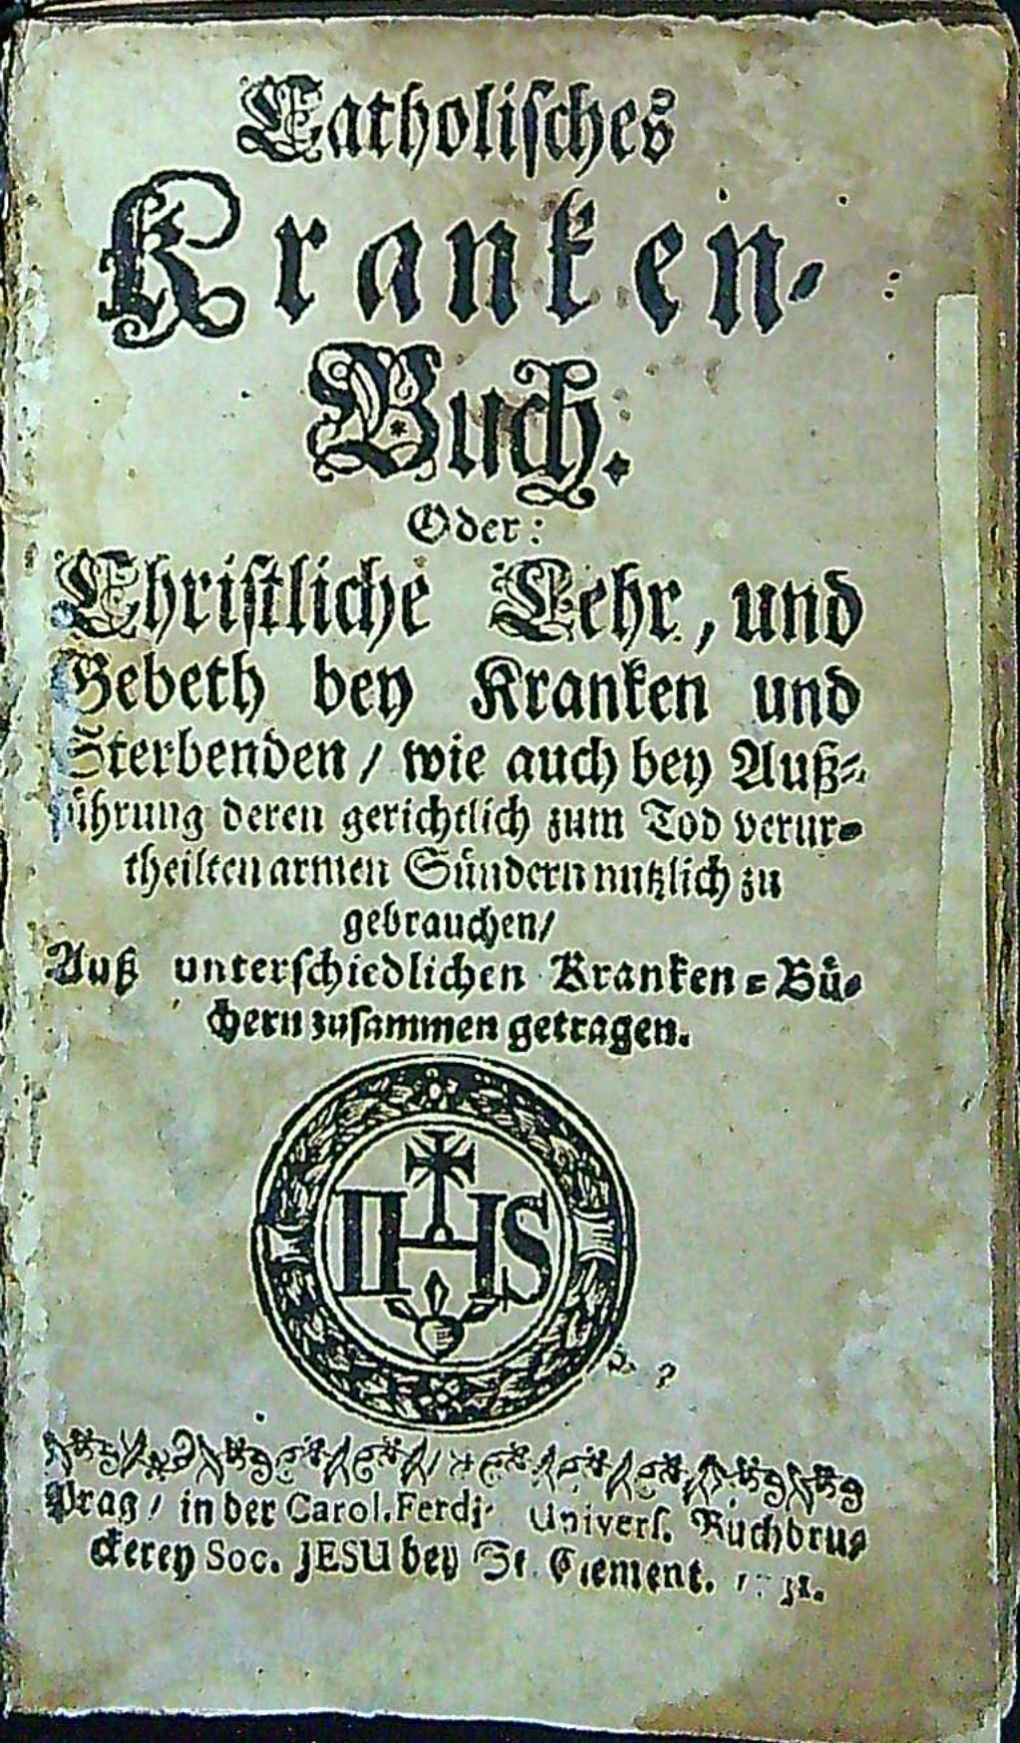 Catholisches
Kranken-
Buch.
Oder:
Christliche Lehr, und
Gebeth bey Kranken und
Sterbenden / wie auch bey Auß-
führung deren gerichtlich zum Tod verur-
theilten armen Sündern nutzlich zu
gebrauchen /
Auß unterschiedlichen Kranken-Bü-
chern zusammen getragen.
IHS
Prag / in der Carol. Ferdi. Univers. Buchdru-
ckerey Soc. JESU bey St. Clement.